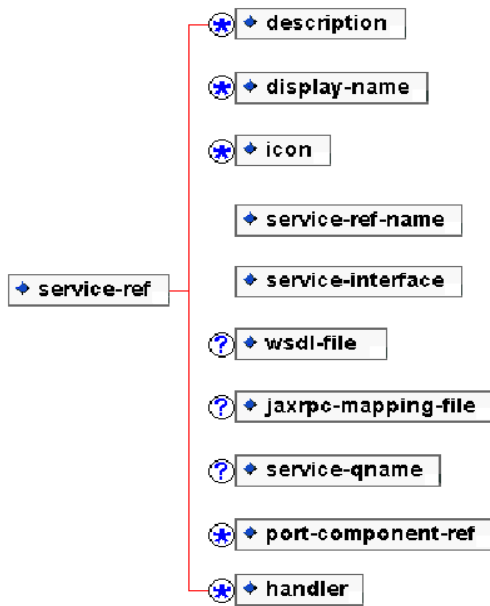 * description
* display-name
* icon
service-ref-name
service-interface
service-ref
? wsdl-file
? jaxrpc-mapping-file
? service-qname
* port-component-ref
* handler